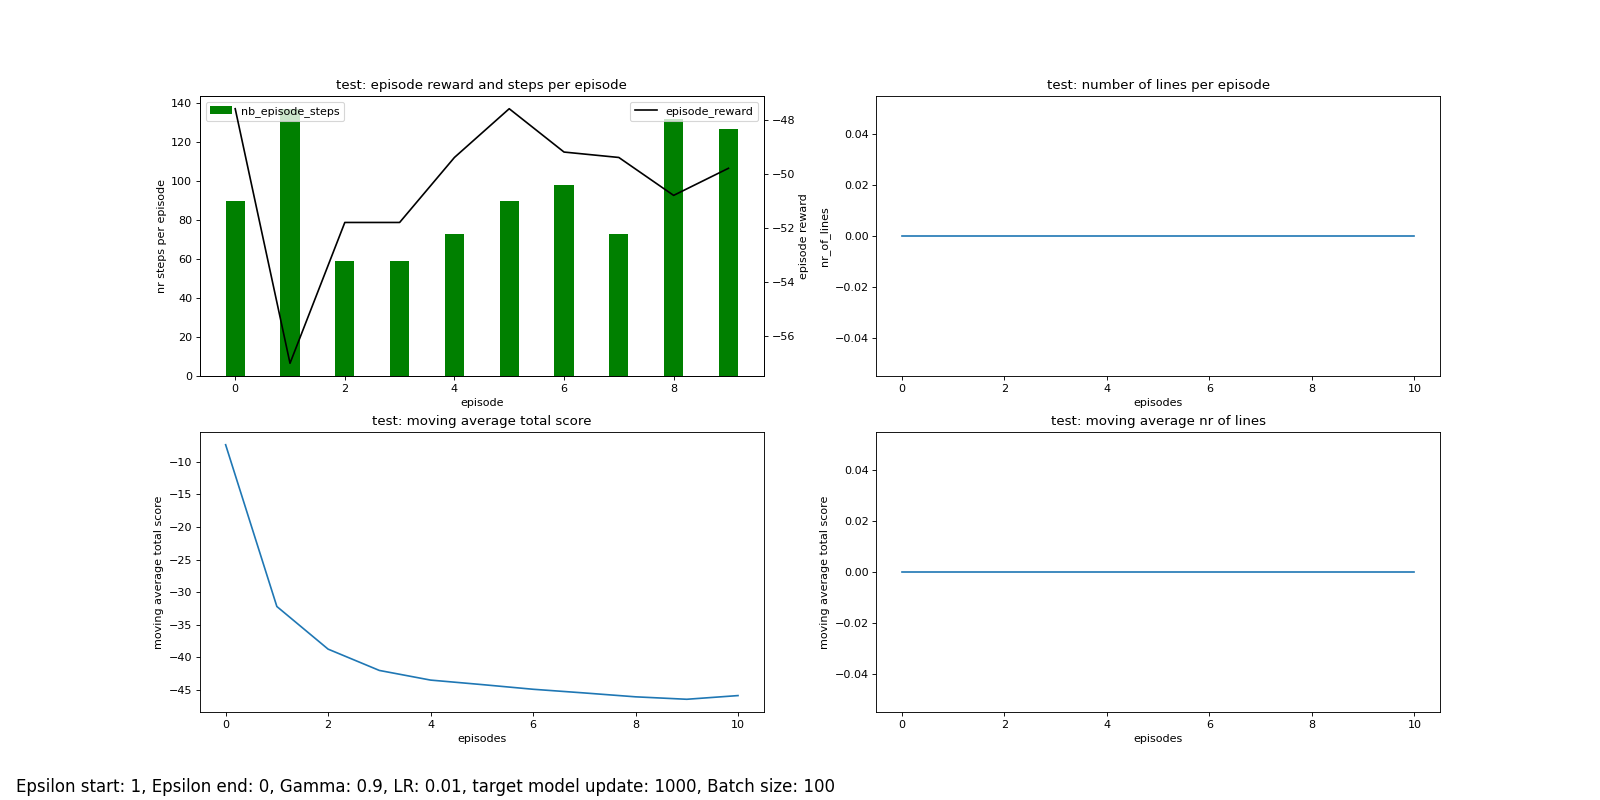 test: episode reward and steps per episode
nb_episode_steps
episode_reward
140
120
100
80
60
40
20
0
nr steps per episode
−48
−50
−52
−54
−56
episode reward
0 2 4 6 8
episode
test: number of lines per episode
0.04
0.02
0.00
−0.02
−0.04
nr_of_lines
0 2 4 6 8 10
episodes
test: moving average total score
−10
−15
−20
−25
−30
−35
−40
−45
moving average total score
0 2 4 6 8 10
episodes
test: moving average nr of lines
0.04
0.02
0.00
−0.02
−0.04
moving average total score
0 2 4 6 8 10
episodes
Epsilon start: 1, Epsilon end: 0, Gamma: 0.9, LR: 0.01, target model update: 1000, Batch size: 100